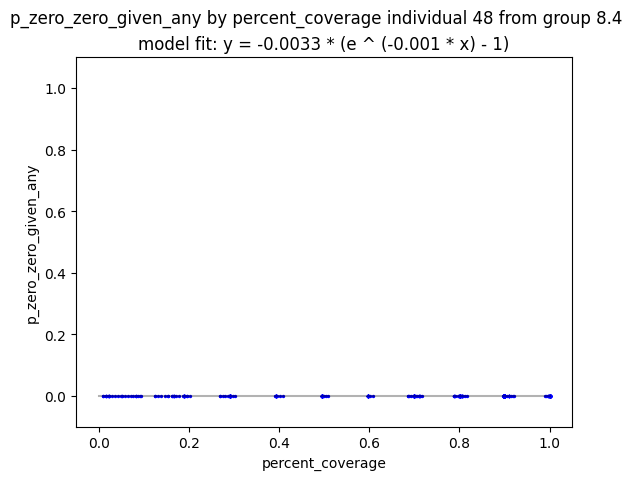 p_zero_zero_given_any by percent_coverage individual 48 from group 8.4
model fit: y = -0.0033 * (e ^ (-0.001 * x) - 1)
1.0
0.8
0.6
0.4
0.2
0.0
p_zero_zero_given_any
0.0 0.2 0.4 0.6 0.8 1.0
percent_coverage